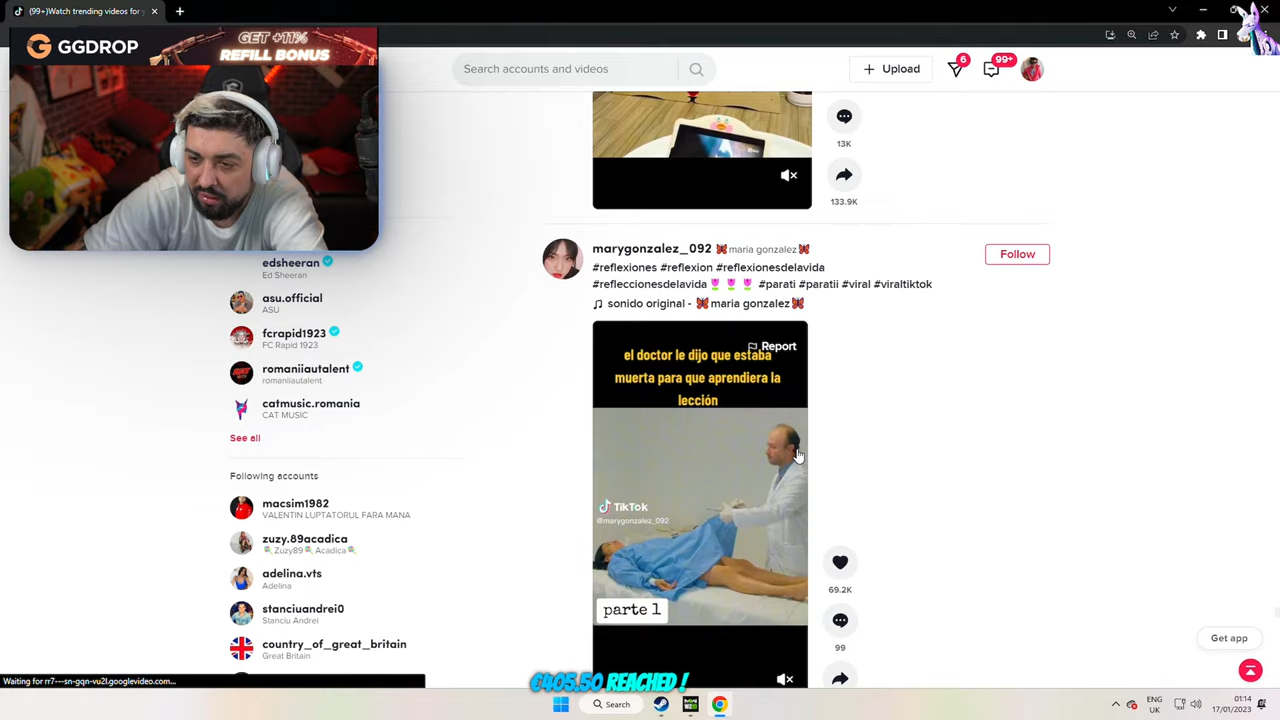 (99+)Watch trending videos for y
GGDROP
GET +11%
REFILL BONUS
Search accounts and videos
Upload
6
99+
13K
133.9K
marygonzalez_092 maria gonzalez
Follow
#reflexiones #reflexion #reflexionesdelavida
#refleccionesdelavida #parati #paratii #viral #viraltiktok
sonido original - maria gonzalez
Report
el doctor le dijo que estaba
muerta para que aprendiera la
lección
TikTok
@marygonzalez_092
parte 1
69.2K
99
edsheeran
Ed Sheeran
asu.official
ASU
fcrapid1923
FC Rapid 1923
romaniiautalent
romaniiautalent
catmusic.romania
CAT MUSIC
See all
Following accounts
macsim1982
VALENTIN LUPTATORUL FARA MANA
zuzy.89acadica
Zuzy89 Acadica
adelina.vts
Adelina
stanciuandrei0
Stanciu Andrei
country_of_great_britain
Great Britain
Get app
Waiting for rr7---sn-gqn-vu2l.googlevideo.com...
€405.50 REACHED !
Search
ENG
UK
01:14
17/01/2023